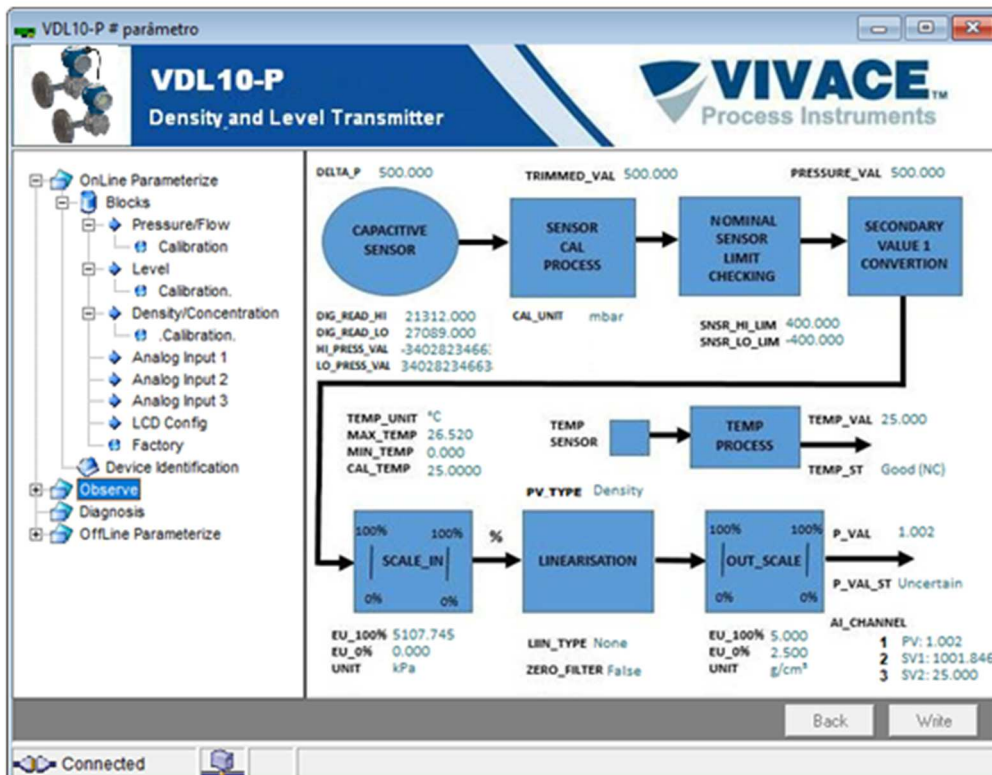 VDL10-P # parâmetro
VDL10-P
Density and Level Transmitter
VIVACE™
Process Instruments
OnLine Parameterize
Blocks
Pressure/Flow
Calibration
Level
Calibration.
Density/Concentration
.Calibration.
Analog Input 1
Analog Input 2
Analog Input 3
LCD Config
Factory
Device Identification
Observe
Diagnosis
OffLine Parameterize
DELTA_P 500.000
TRIMMED_VAL 500.000
PRESSURE_VAL 500.000
CAPACITIVE
SENSOR
SENSOR
CAL
PROCESS
NOMINAL
SENSOR
LIMIT
CHECKING
SECONDARY
VALUE 1
CONVERTION
DIG_READ_HI 21312.000
DIG_READ_LO 27089.000
HI_PRESS_VAL -34028234663
LO_PRESS_VAL 34028234663
CAL_UNIT mbar
SNSR_HI_LIM 400.000
SNSR_LO_LIM -400.000
TEMP_UNIT °C
MAX_TEMP 26.520
MIN_TEMP 0.000
CAL_TEMP 25.0000
TEMP
SENSOR
TEMP
PROCESS
TEMP_VAL 25.000
TEMP_ST Good (NC)
PV_TYPE Density
100% 100%
SCALE_IN
0% 0%
%
LINEARISATION
100% 100%
OUT_SCALE
0% 0%
P_VAL 1.002
P_VAL_ST Uncertain
EU_100% 5107.745
EU_0% 0.000
UNIT kPa
LIIN_TYPE None
ZERO_FILTER False
EU_100% 5.000
EU_0% 2.500
UNIT g/cm³
AI_CHANNEL
1 PV: 1.002
2 SV1: 1001.846
3 SV2: 25.000
Back
Write
Connected